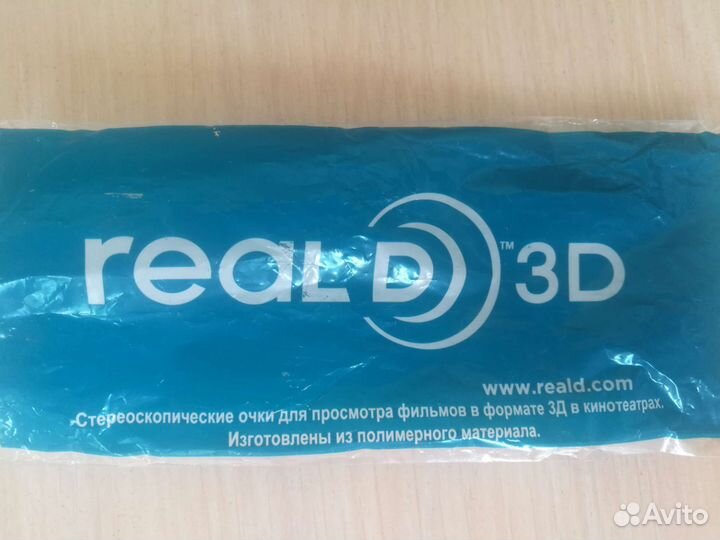 reaLD™ 3D
www.reald.com
Стереоскопические очки для просмотра фильмов в формате 3Д в кинотеатрах.
Изготовлены из полимерного материала.
Avito